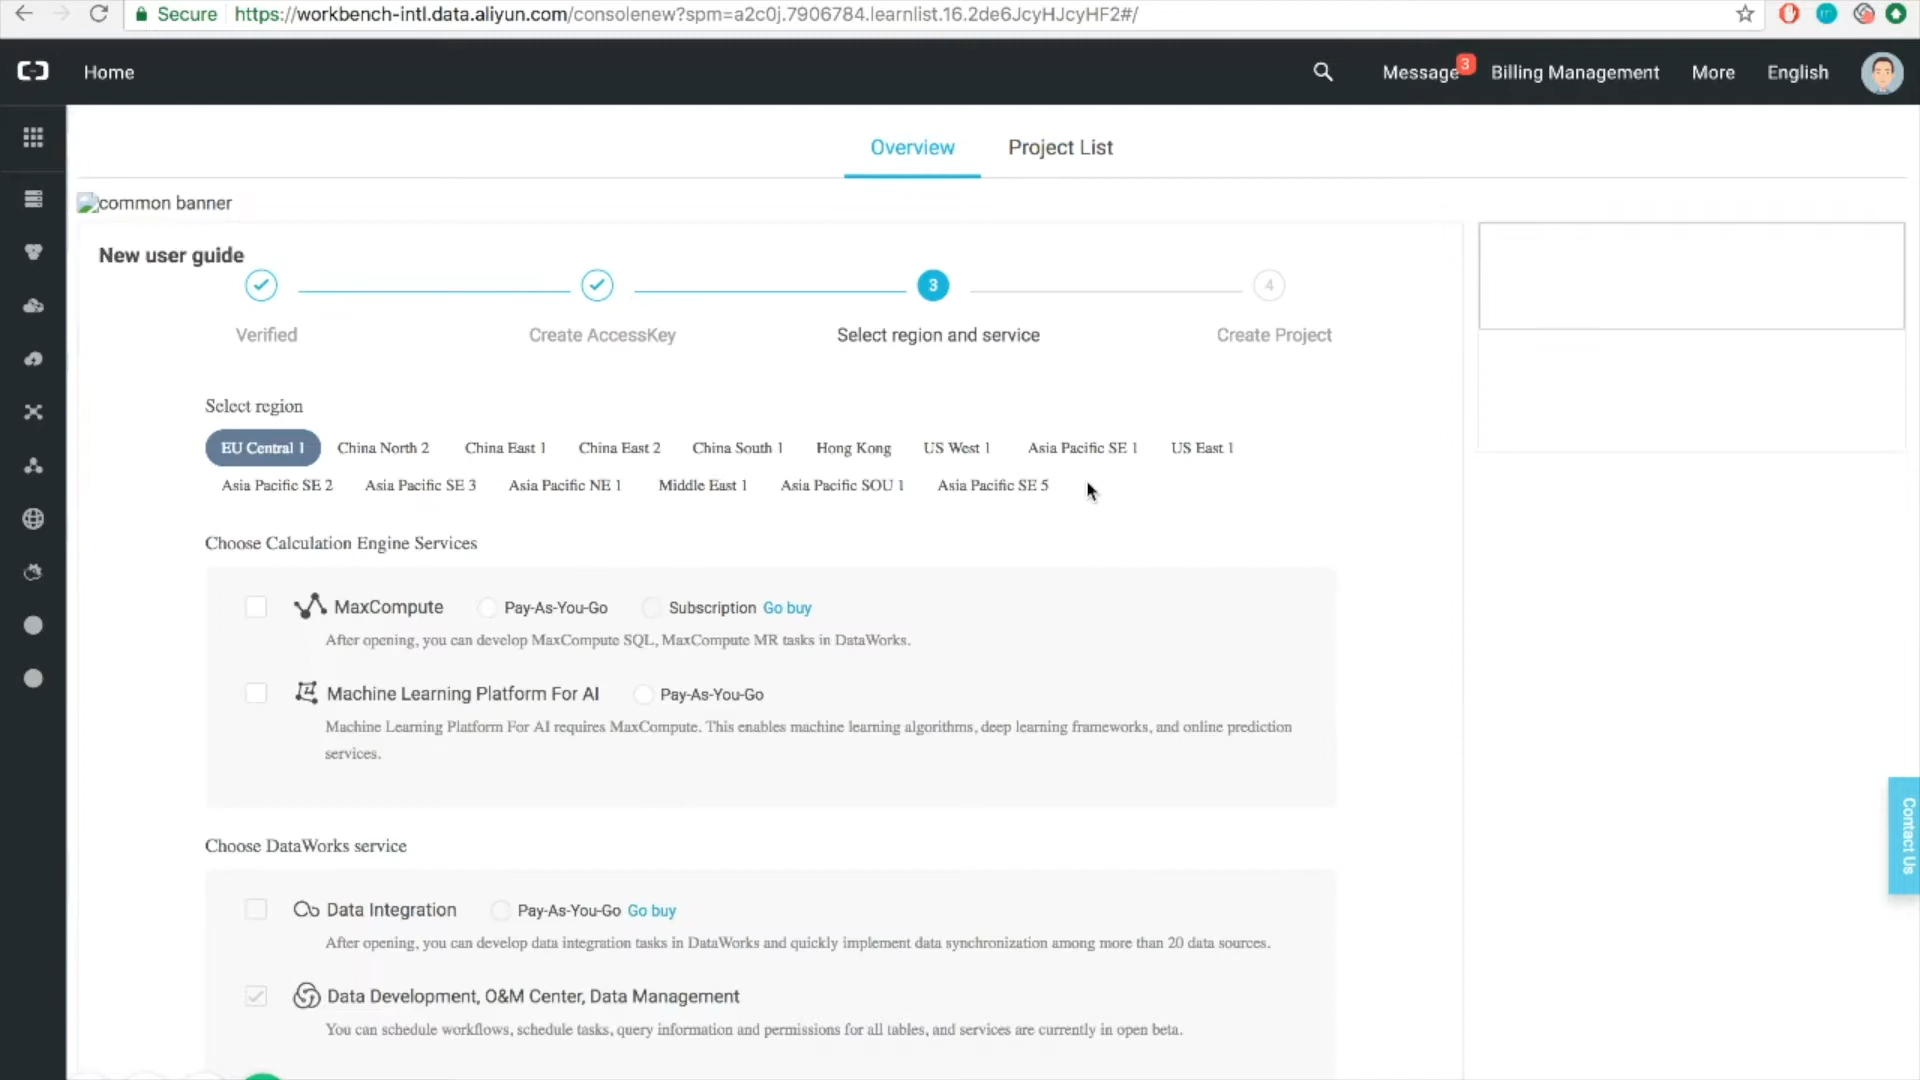 Secure https://workbench-intl.data.aliyun.com/consolenew?spm=a2c0j.7906784.learnlist.16.2de6JcyHJcyHF2#/
Home Message 3 Billing Management More English
Overview Project List
common banner
New user guide
3 4
Verified Create AccessKey Select region and service Create Project
Select region
EU Central 1 China North 2 China East 1 China East 2 China South 1 Hong Kong US West 1 Asia Pacific SE 1 US East 1
Asia Pacific SE 2 Asia Pacific SE 3 Asia Pacific NE 1 Middle East 1 Asia Pacific SOU 1 Asia Pacific SE 5
Choose Calculation Engine Services
MaxCompute Pay-As-You-Go Subscription Go buy
After opening, you can develop MaxCompute SQL, MaxCompute MR tasks in DataWorks.
Machine Learning Platform For AI Pay-As-You-Go
Machine Learning Platform For AI requires MaxCompute. This enables machine learning algorithms, deep learning frameworks, and online prediction
services.
Contact Us
Choose DataWorks service
Data Integration Pay-As-You-Go Go buy
After opening, you can develop data integration tasks in DataWorks and quickly implement data synchronization among more than 20 data sources.
Data Development, O&M Center, Data Management
You can schedule workflows, schedule tasks, query information and permissions for all tables, and services are currently in open beta.